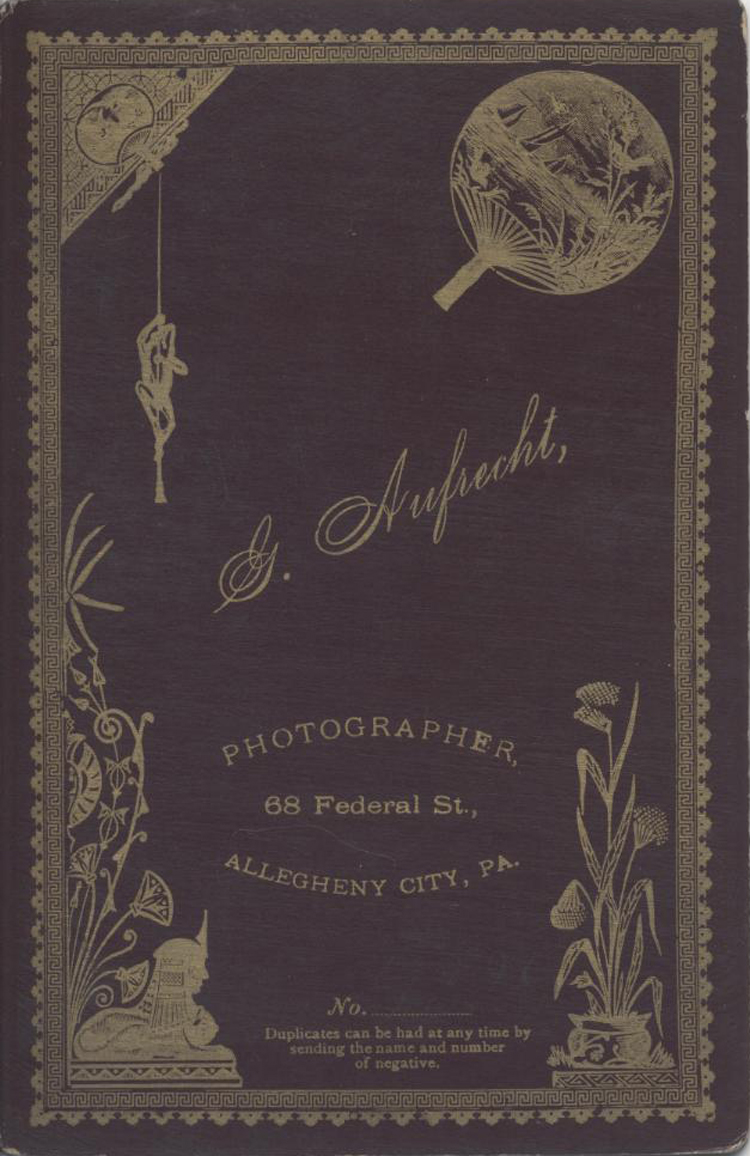 G. Aufrecht,
PHOTOGRAPHER,
68 Federal St.,
ALLEGHENY CITY, PA.
No. ....................
Duplicates can be had at any time by
sending the name and number
of negative.